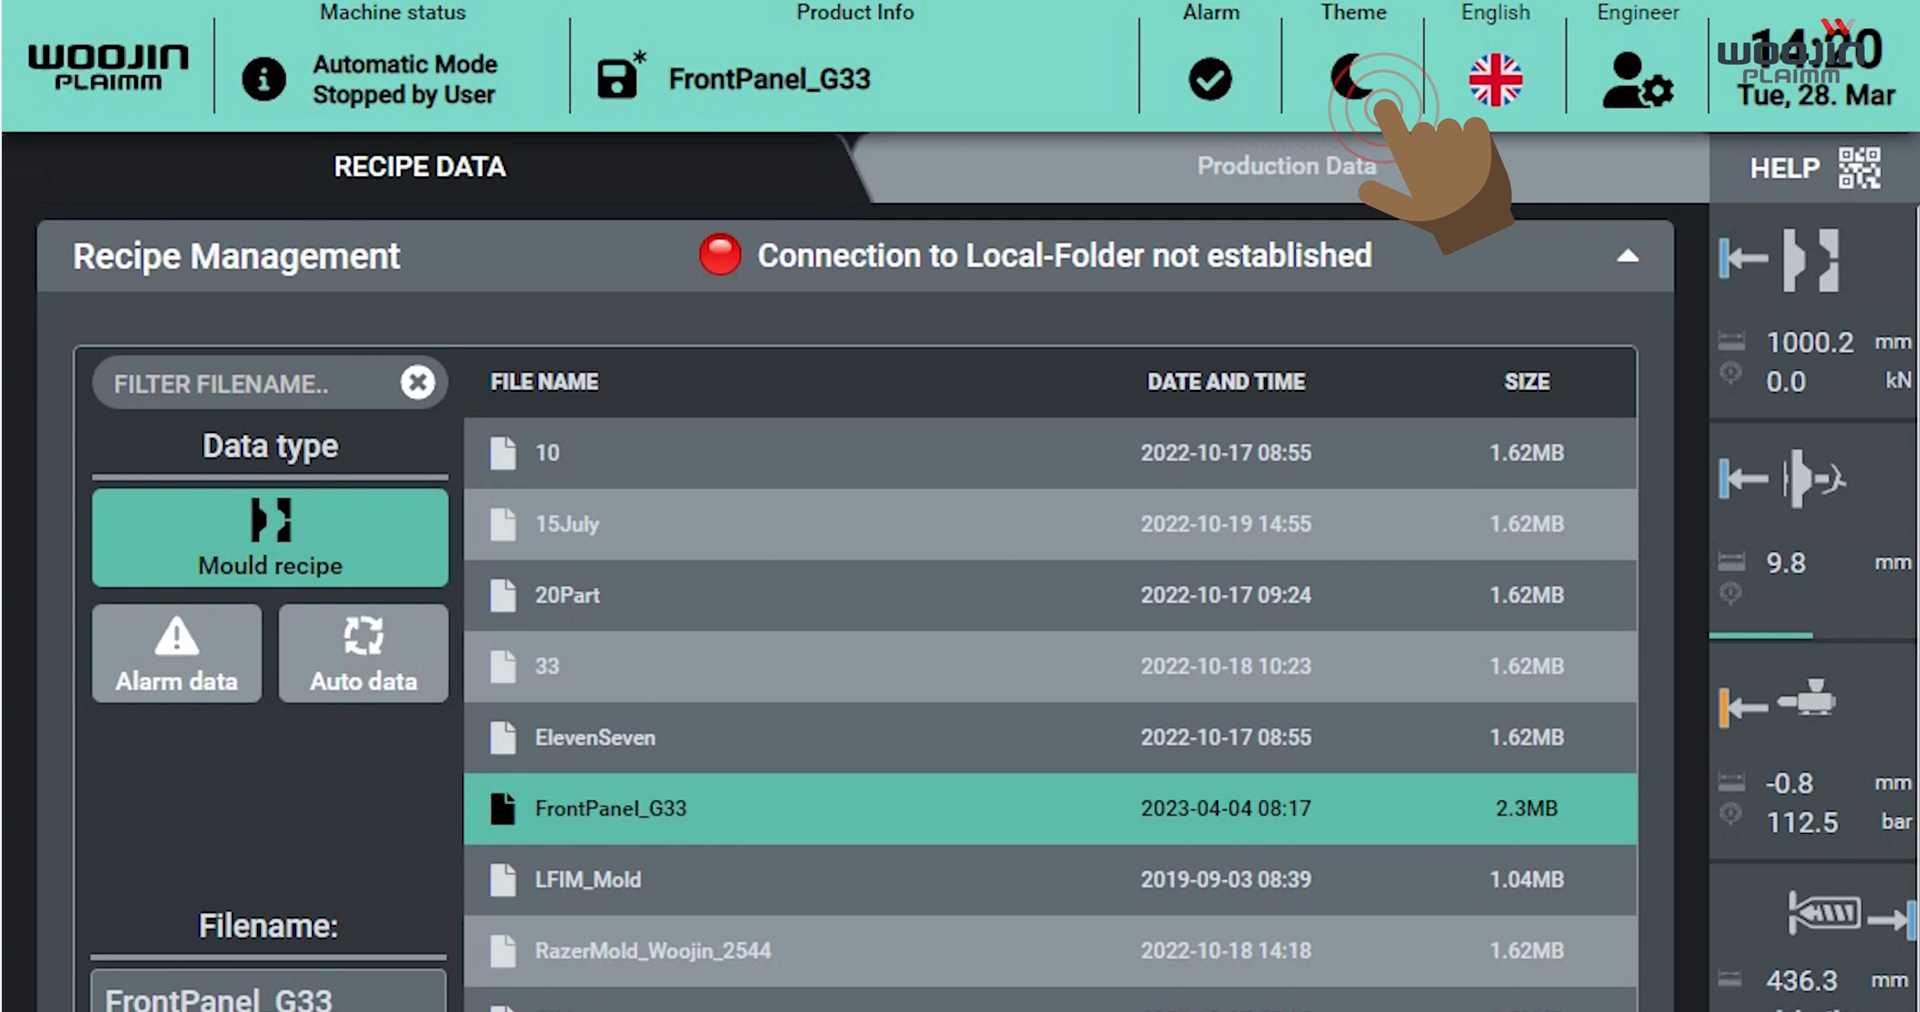 Machine status
Product Info
Alarm
Theme
English
Engineer
WOOJIN
PLAIMM
Automatic Mode
Stopped by User
*
FrontPanel_G33
14:20
WOOJIN
PLAIMM
Tue, 28. Mar
RECIPE DATA
Production Data
HELP
Recipe Management
Connection to Local-Folder not established
FILTER FILENAME..
FILE NAME
DATE AND TIME
SIZE
Data type
Mould recipe
Alarm data
Auto data
Filename:
FrontPanel_G33
10 2022-10-17 08:55 1.62MB
15July 2022-10-19 14:55 1.62MB
20Part 2022-10-17 09:24 1.62MB
33 2022-10-18 10:23 1.62MB
ElevenSeven 2022-10-17 08:55 1.62MB
FrontPanel_G33 2023-04-04 08:17 2.3MB
LFIM_Mold 2019-09-03 08:39 1.04MB
RazerMold_Woojin_2544 2022-10-18 14:18 1.62MB
1000.2 mm
0.0 kN
9.8 mm
-0.8 mm
112.5 bar
436.3 mm